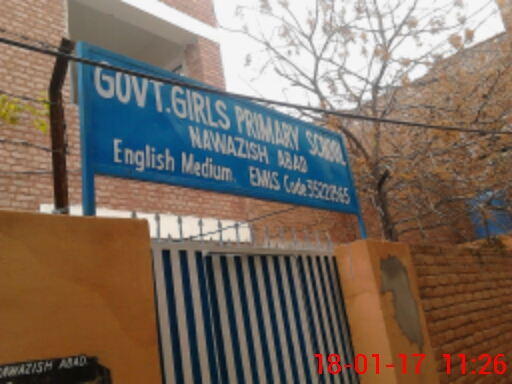 GOVT.GIRLS PRIMARY SCHOOL
NAWAZISH ABAD
English Medium. EMIS Code 35222565
NAWAZISH ABAD.
18-01-17 11:26